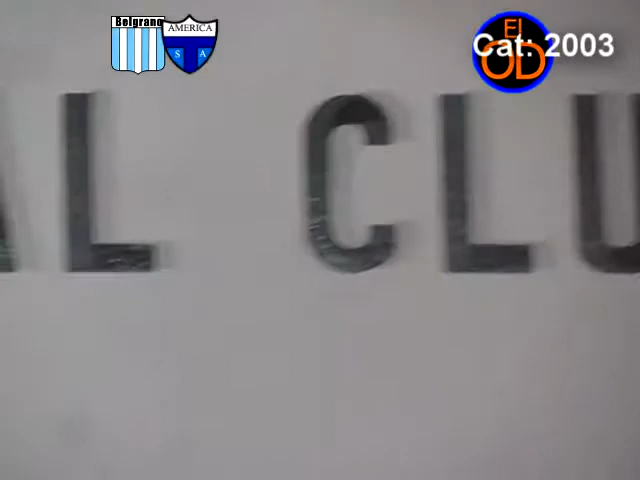 Belgrano
AMERICA
S A
El
OD
Cat: 2003
AL CLU